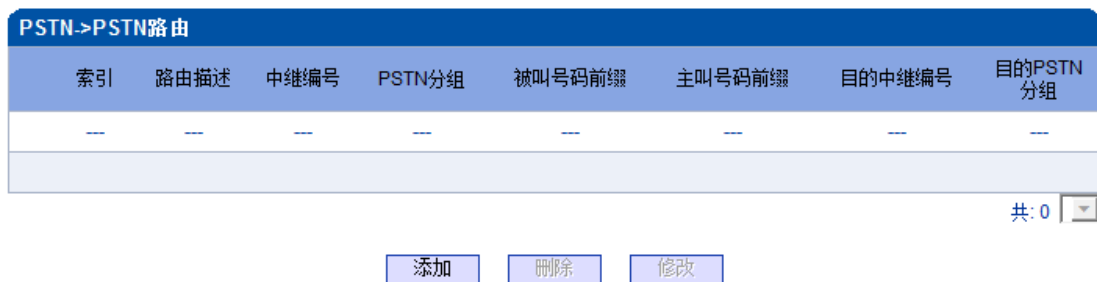 PSTN->PSTN路由
索引 路由描述 中继编号 PSTN分组 被叫号码前缀 主叫号码前缀 目的中继编号 目的PSTN分组
--- --- --- --- --- --- --- ---
共: 0
添加 删除 修改